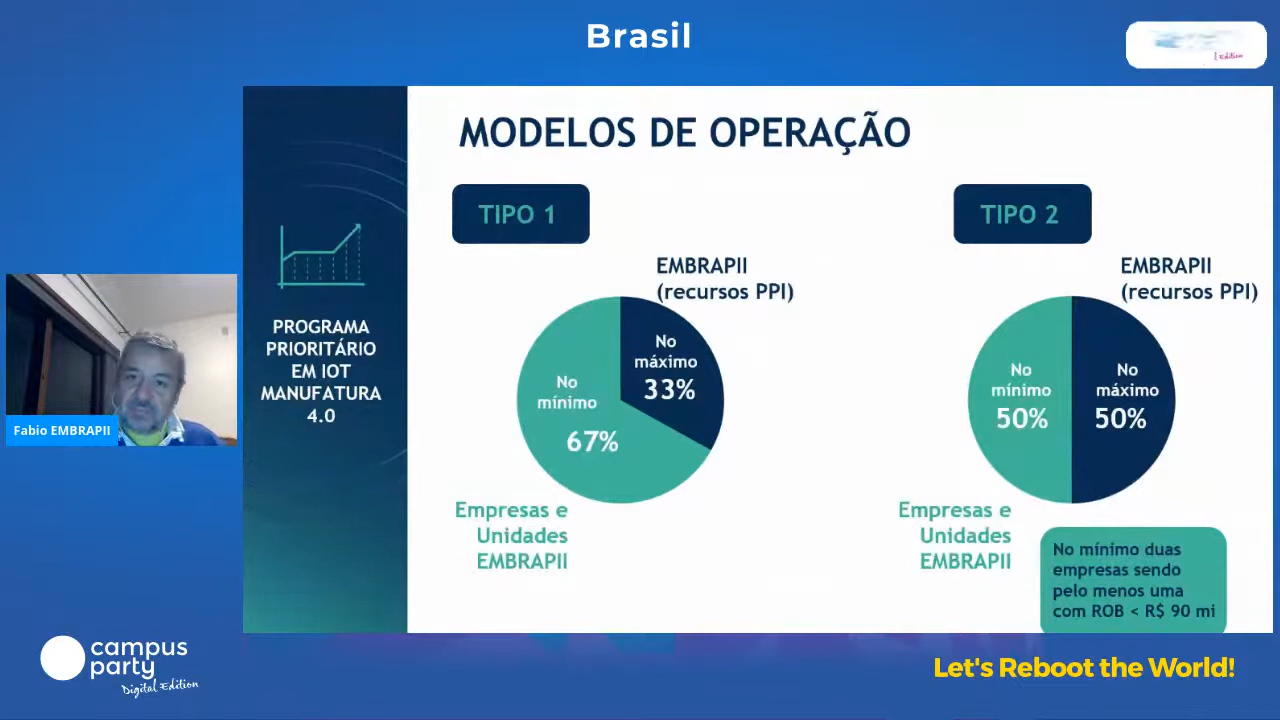 Brasil
Edition
MODELOS DE OPERAÇÃO
TIPO 1
TIPO 2
EMBRAPII
(recursos PPI)
EMBRAPII
(recursos PPI)
PROGRAMA
PRIORITÁRIO
EM IOT
MANUFATURA
4.0
No
máximo
33%
No
mínimo
67%
No
mínimo
50%
No
máximo
50%
Fabio EMBRAPII
Empresas e
Unidades
EMBRAPII
Empresas e
Unidades
EMBRAPII
No mínimo duas
empresas sendo
pelo menos uma
com ROB < R$ 90 mi
campus
party
Digital Edition
Let's Reboot the World!